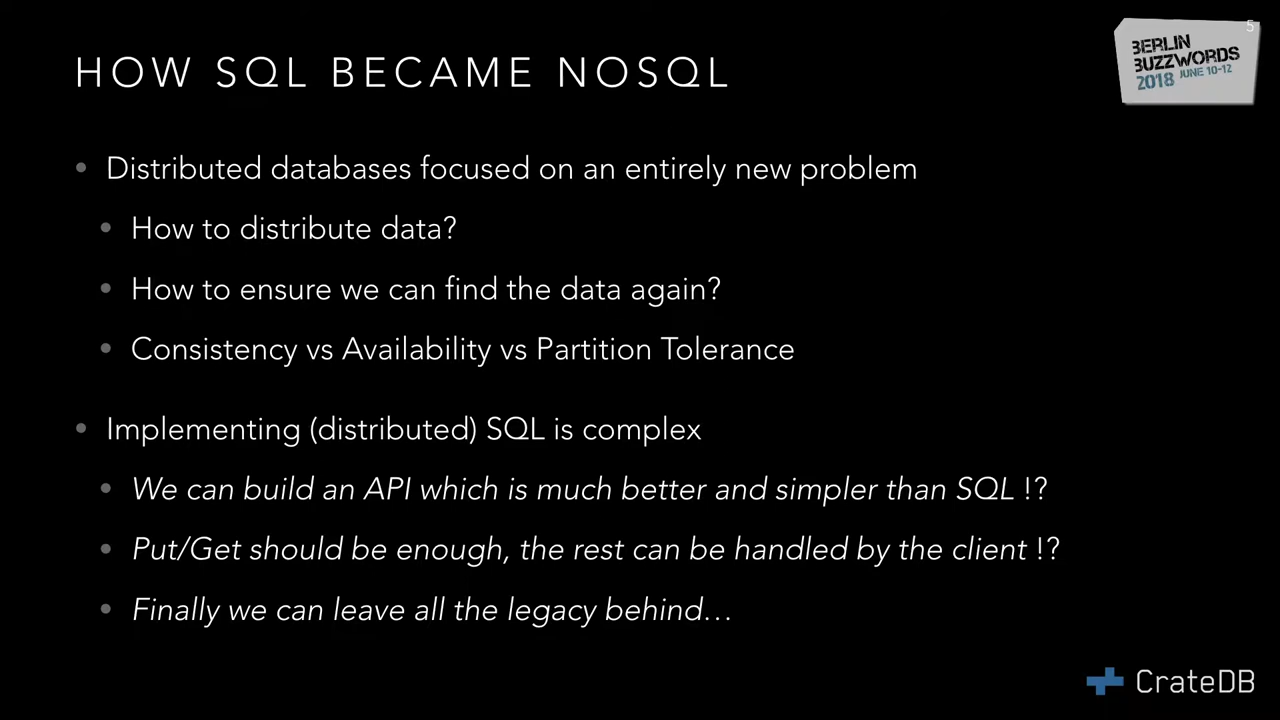 5
HOW SQL BECAME NOSQL
BERLIN
BUZZWORDS
2018 JUNE 10-12
• Distributed databases focused on an entirely new problem
• How to distribute data?
• How to ensure we can find the data again?
• Consistency vs Availability vs Partition Tolerance
• Implementing (distributed) SQL is complex
• We can build an API which is much better and simpler than SQL !?
• Put/Get should be enough, the rest can be handled by the client !?
• Finally we can leave all the legacy behind…
CrateDB